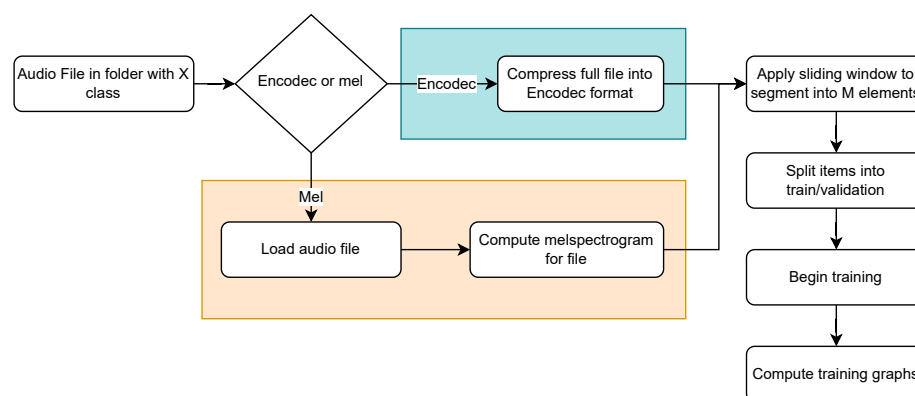 Audio File in folder with X
class
Encodec or mel
Encodec
Compress full file into
Encodec format
Apply sliding window to
segment into M elements
Mel
Load audio file
Compute melspectrogram
for file
Split items into
train/validation
Begin training
Compute training graphs